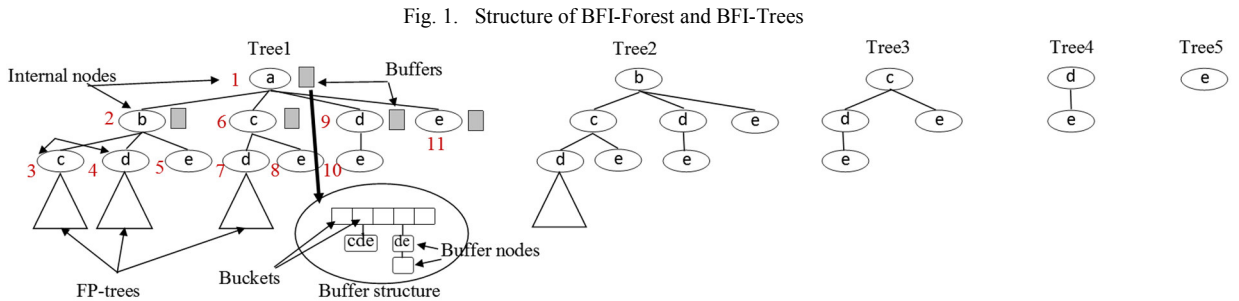 Fig. 1. Structure of BFI-Forest and BFI-Trees
Tree1 Tree2 Tree3 Tree4 Tree5
Internal nodes 1 a Buffers b c d e
2 b 6 c 9 d e 11 c d e d e e
3 c 4 d 5 e 7 d 8 e 10 e d e e e
cde de
Buffer nodes
Buckets
FP-trees Buffer structure